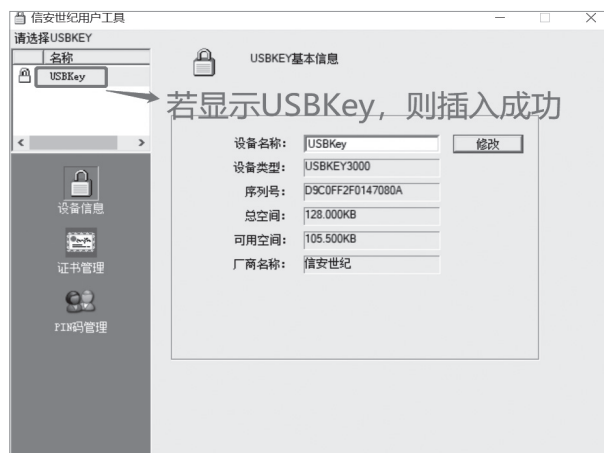 信安世纪用户工具
请选择USBKEY
名称
USBKey
USBKEY基本信息
若显示USBKey，则插入成功
设备名称： USBKey 修改
设备类型： USBKEY3000
序列号： D9C0FF2F0147080A
总空间： 128.000KB
可用空间： 105.500KB
厂商名称： 信安世纪
设备信息
证书管理
PIN码管理